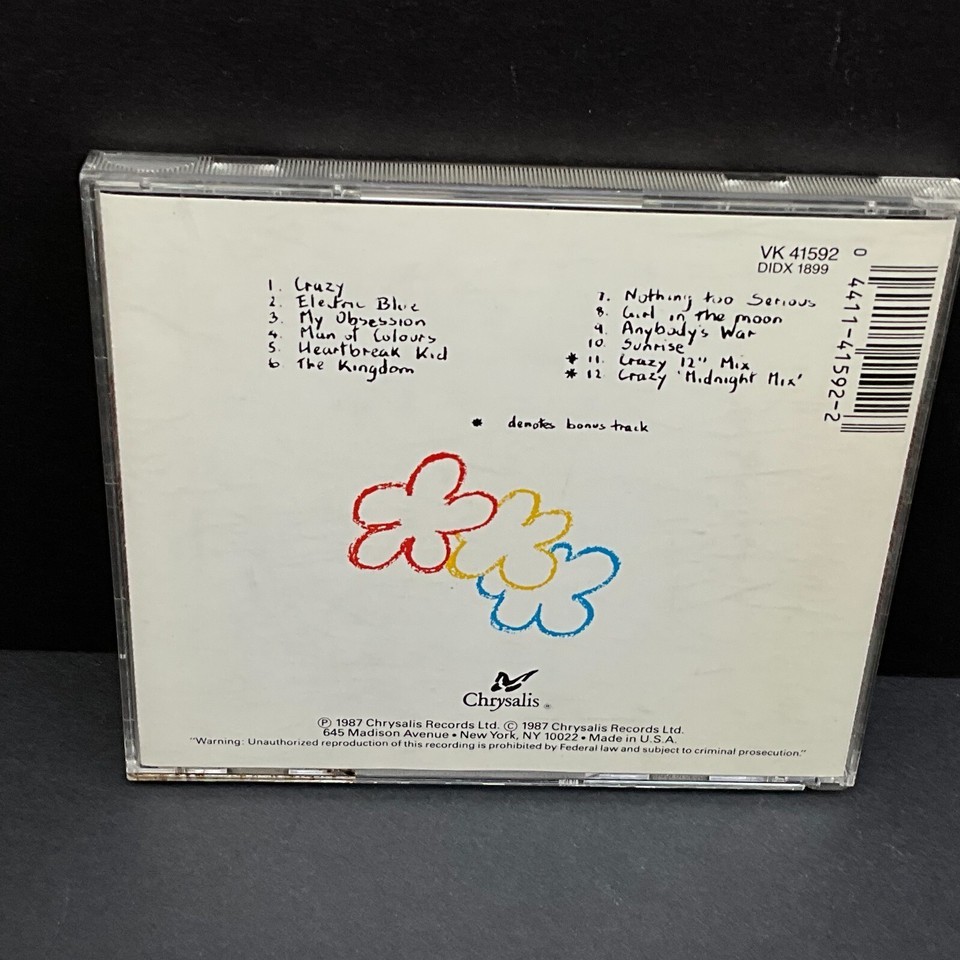 VK 41592
DIDX 1899
0 4411-41592-2
1. Crazy
2. Electric Blue
3. My Obsession
4. Man of Colours
5. Heartbreak Kid
6 The Kingdom
7. Nothing too Serious
8. Girl in the moon
9. Anybody's War
10. Sunrise
* 11. Crazy 12" Mix
* 12 Crazy 'Midnight Mix'
* denotes bonus track
Chrysalis ®
Ⓟ 1987 Chrysalis Records Ltd. © 1987 Chrysalis Records Ltd.
645 Madison Avenue • New York, NY 10022 • Made in U.S.A.
"Warning: Unauthorized reproduction of this recording is prohibited by Federal law and subject to criminal prosecution."